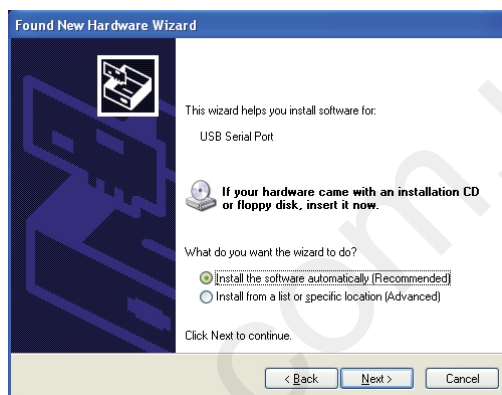 Found New Hardware Wizard
This wizard helps you install software for:
USB Serial Port
If your hardware came with an installation CD
or floppy disk, insert it now.
What do you want the wizard to do?
Install the software automatically (Recommended)
Install from a list or specific location (Advanced)
Click Next to continue.
< Back
Next >
Cancel